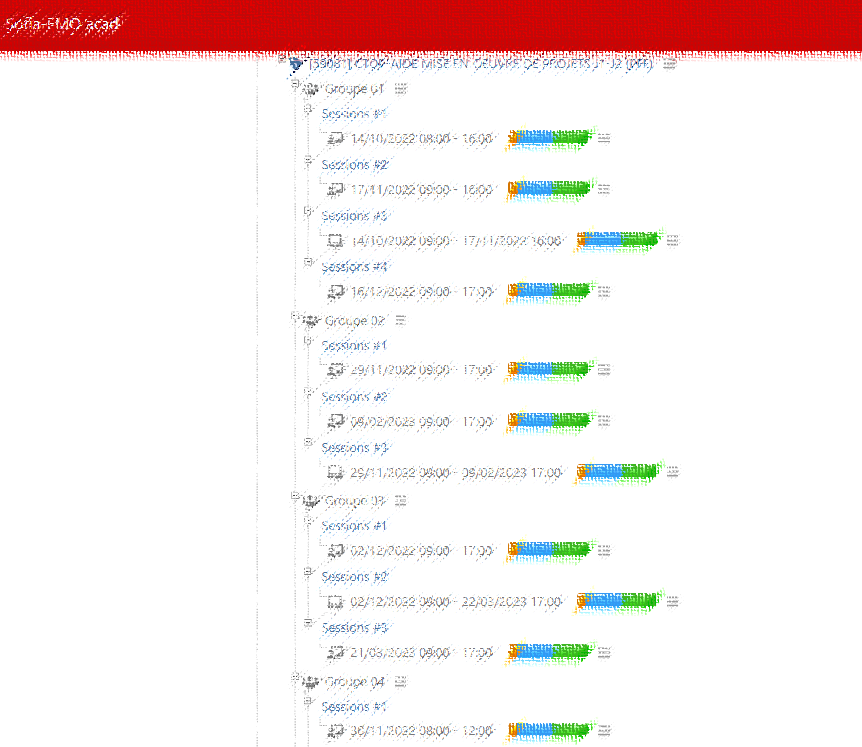 Sofia-FMO acad
CTOP-AIDE MISE EN OEUVRE DE PROJETS J1-J2
Groupe 01
Sessions #1
14/10/2022 08:00 - 16:00
Sessions #2
17/11/2022 09:00 - 16:00
Sessions #3
14/10/2022 09:00 - 17/11/2022 16:00
Sessions #4
16/12/2022 09:00 - 17:00
Groupe 02
Sessions #1
29/11/2022 09:00 - 17:00
Sessions #2
09/02/2023 09:00 - 17:00
Sessions #3
29/11/2022 09:00 - 09/02/2023 17:00
Groupe 03
Sessions #1
02/12/2022 09:00 - 17:00
Sessions #2
02/12/2022 09:00 - 22/03/2023 17:00
Sessions #3
21/03/2023 09:00 - 17:00
Groupe 04
Sessions #1
30/11/2022 08:00 - 12:00